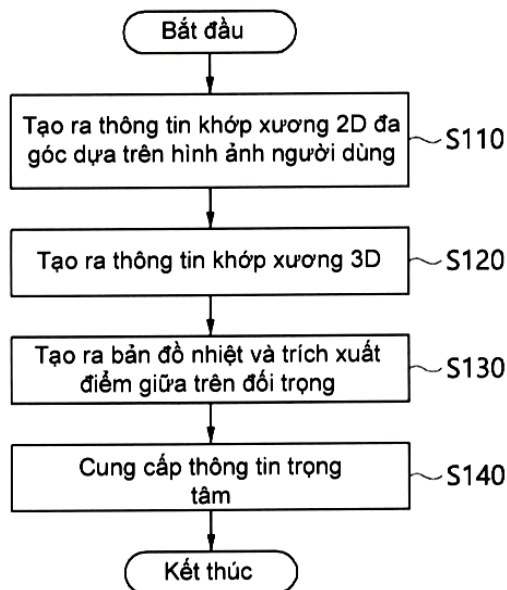 Bắt đầu
Tạo ra thông tin khớp xương 2D đa
góc dựa trên hình ảnh người dùng
S110
Tạo ra thông tin khớp xương 3D
S120
Tạo ra bản đồ nhiệt và trích xuất
điểm giữa trên đối trọng
S130
Cung cấp thông tin trọng
tâm
S140
Kết thúc